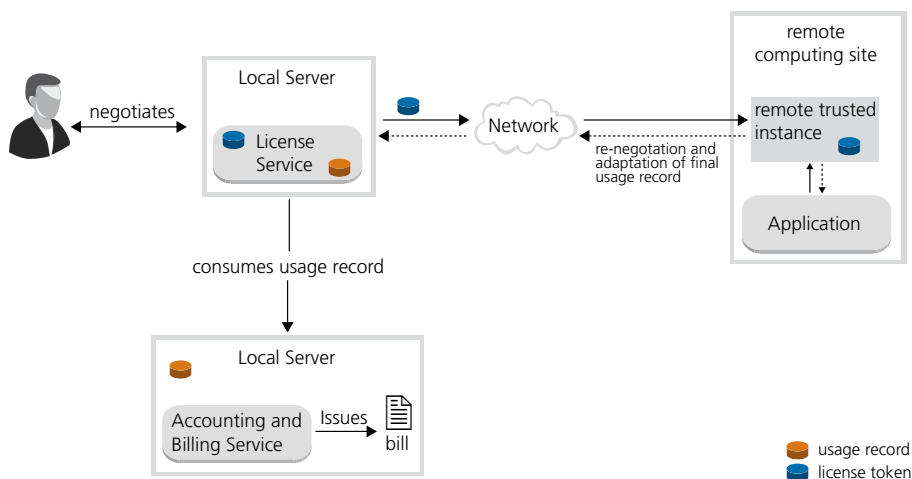 remote
computing site
Local Server
negotiates
License
Service
Network
remote trusted
instance
re-negotation and
adaptation of final
usage record
Application
consumes usage record
Local Server
Accounting and
Billing Service
Issues
bill
usage record
license token